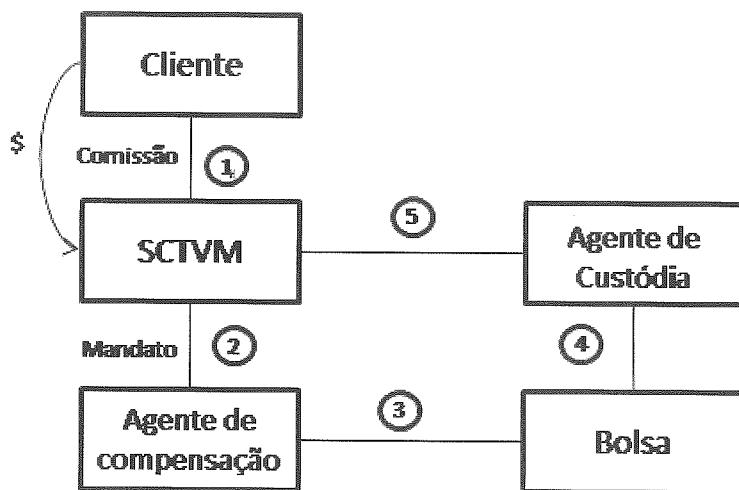 Cliente
$
Comissão
1
SCTVM
5
Agente de
Custódia
Mandato
2
4
Agente de
compensação
3
Bolsa